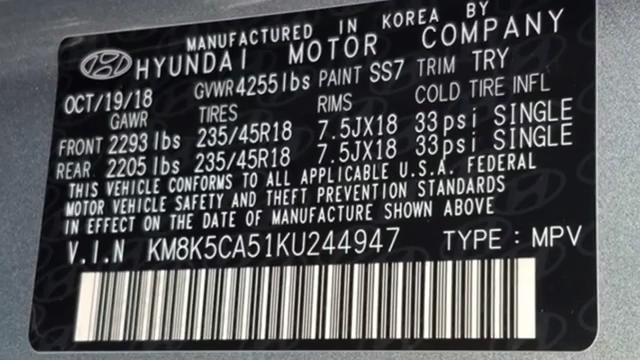 MANUFACTURED IN KOREA BY
HYUNDAI MOTOR COMPANY
OCT/19/18 GVWR 4255lbs PAINT SS7 TRIM TRY
GAWR TIRES RIMS COLD TIRE INFL
FRONT 2293 lbs 235/45R18 7.5JX18 33psi SINGLE
REAR 2205 lbs 235/45R18 7.5JX18 33psi SINGLE
THIS VEHICLE CONFORMS TO ALL APPLICABLE U.S.A. FEDERAL
MOTOR VEHICLE SAFETY AND THEFT PREVENTION STANDARDS
IN EFFECT ON THE DATE OF MANUFACTURE SHOWN ABOVE
V.I.N KM8K5CA51KU244947 TYPE : MPV